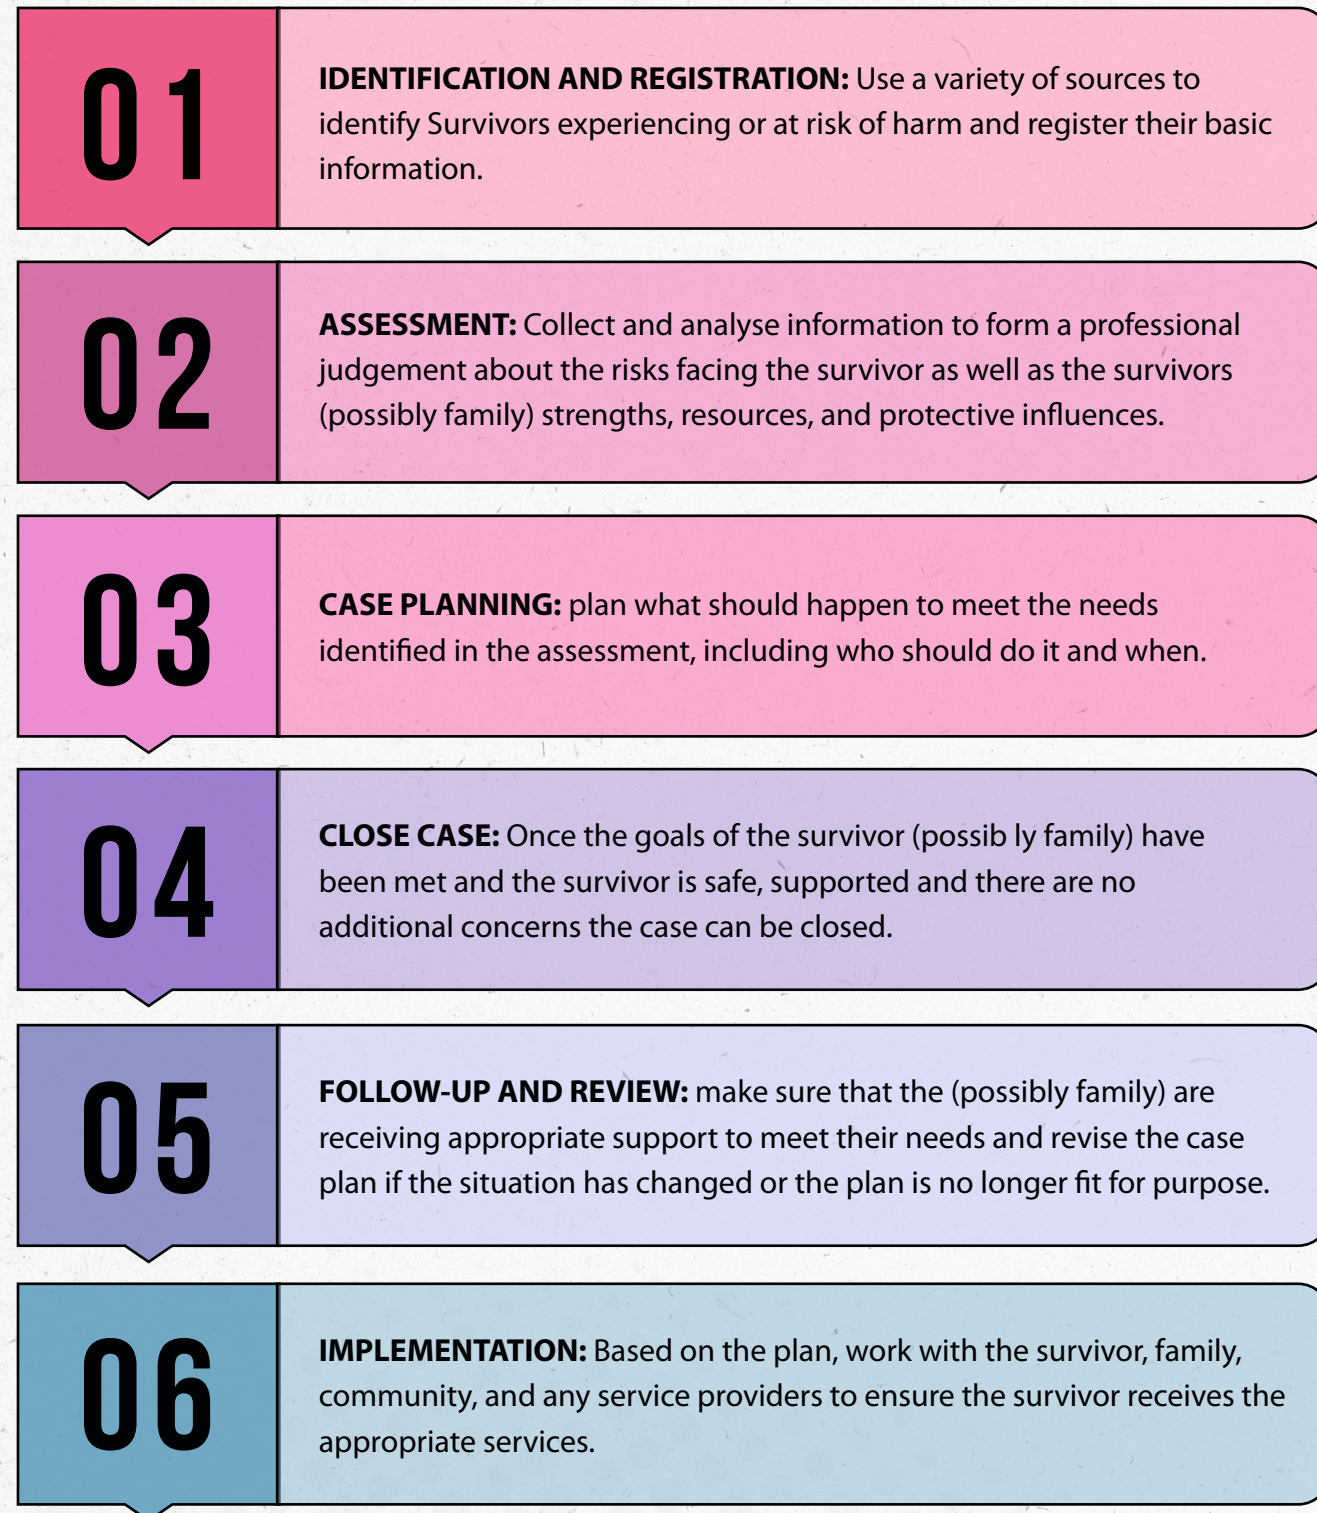 01
IDENTIFICATION AND REGISTRATION: Use a variety of sources to
identify Survivors experiencing or at risk of harm and register their basic
information.
02
ASSESSMENT: Collect and analyse information to form a professional
judgement about the risks facing the survivor as well as the survivors
(possibly family) strengths, resources, and protective influences.
03
CASE PLANNING: plan what should happen to meet the needs
identified in the assessment, including who should do it and when.
04
CLOSE CASE: Once the goals of the survivor (possib ly family) have
been met and the survivor is safe, supported and there are no
additional concerns the case can be closed.
05
FOLLOW-UP AND REVIEW: make sure that the (possibly family) are
receiving appropriate support to meet their needs and revise the case
plan if the situation has changed or the plan is no longer fit for purpose.
06
IMPLEMENTATION: Based on the plan, work with the survivor, family,
community, and any service providers to ensure the survivor receives the
appropriate services.